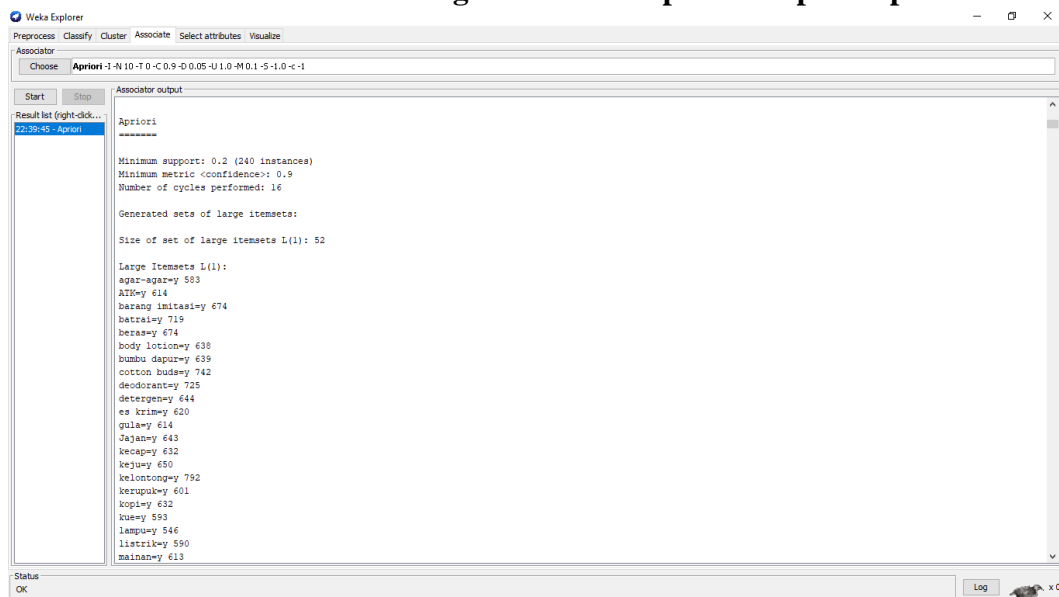 Weka Explorer
Preprocess Classify Cluster Associate Select attributes Visualize
Associator
Choose Apriori -I -N 10 -T 0 -C 0.9 -D 0.05 -U 1.0 -M 0.1 -S -1.0 -c -1
Start Stop
Result list (right-click...
22:39:45 - Apriori
Associator output
Apriori
=======
Minimum support: 0.2 (240 instances)
Minimum metric <confidence>: 0.9
Number of cycles performed: 16
Generated sets of large itemsets:
Size of set of large itemsets L(1): 52
Large Itemsets L(1):
agar-agar=y 583
ATK=y 614
barang imitasi=y 674
batrai=y 719
beras=y 674
body lotion=y 638
bumbu dapur=y 639
cotton buds=y 742
deodorant=y 725
detergen=y 644
es krim=y 620
gula=y 614
Jajan=y 643
kecap=y 632
keju=y 650
kelontong=y 792
kerupuk=y 601
kopi=y 632
kue=y 593
lampu=y 546
listrik=y 590
mainan=y 613
Status
OK
Log
x 0